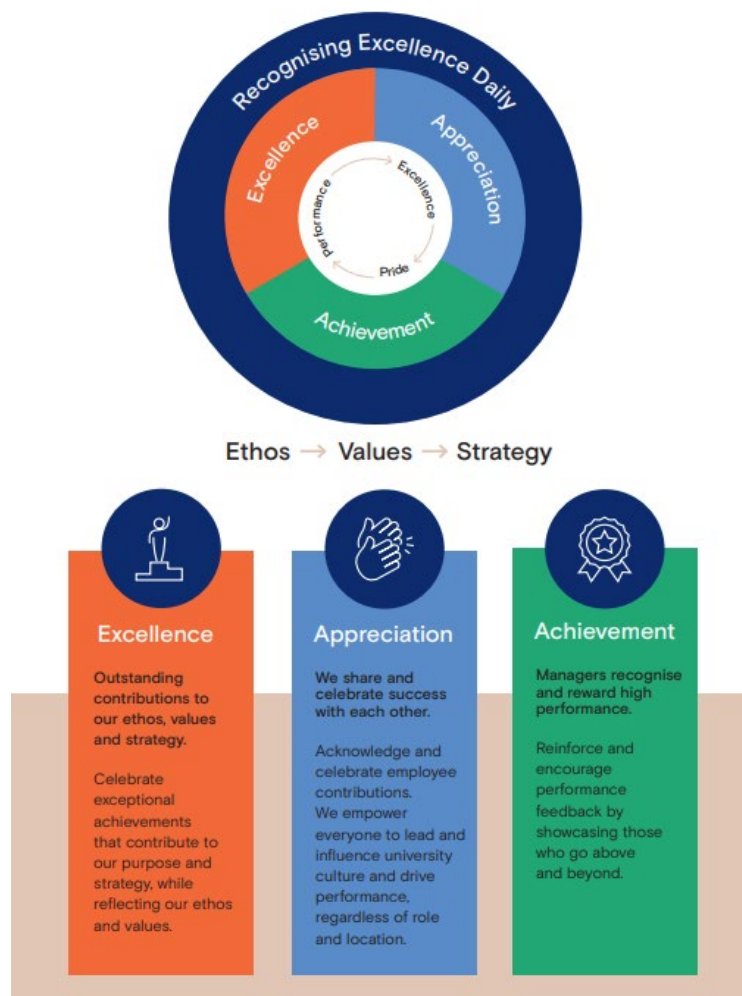 Recognising Excellence Daily
Excellence
Appreciation
Achievement
Excellence
Pride
Performance
Ethos → Values → Strategy
Excellence
Outstanding
contributions to
our ethos, values
and strategy.
Celebrate
exceptional
achievements
that contribute to
our purpose and
strategy, while
reflecting our ethos
and values.
Appreciation
We share and
celebrate success
with each other.
Acknowledge and
celebrate employee
contributions.
We empower
everyone to lead and
influence university
culture and drive
performance,
regardless of role
and location.
Achievement
Managers recognise
and reward high
performance.
Reinforce and
encourage
performance
feedback by
showcasing those
who go above
and beyond.